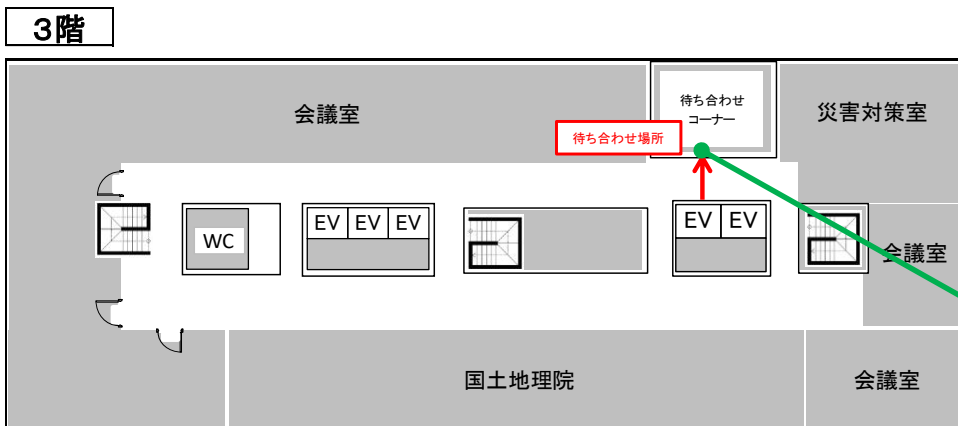 ３階
会議室
待ち合わせ
コーナー
災害対策室
待ち合わせ場所
WC
EV EV EV
EV EV
会議室
国土地理院
会議室